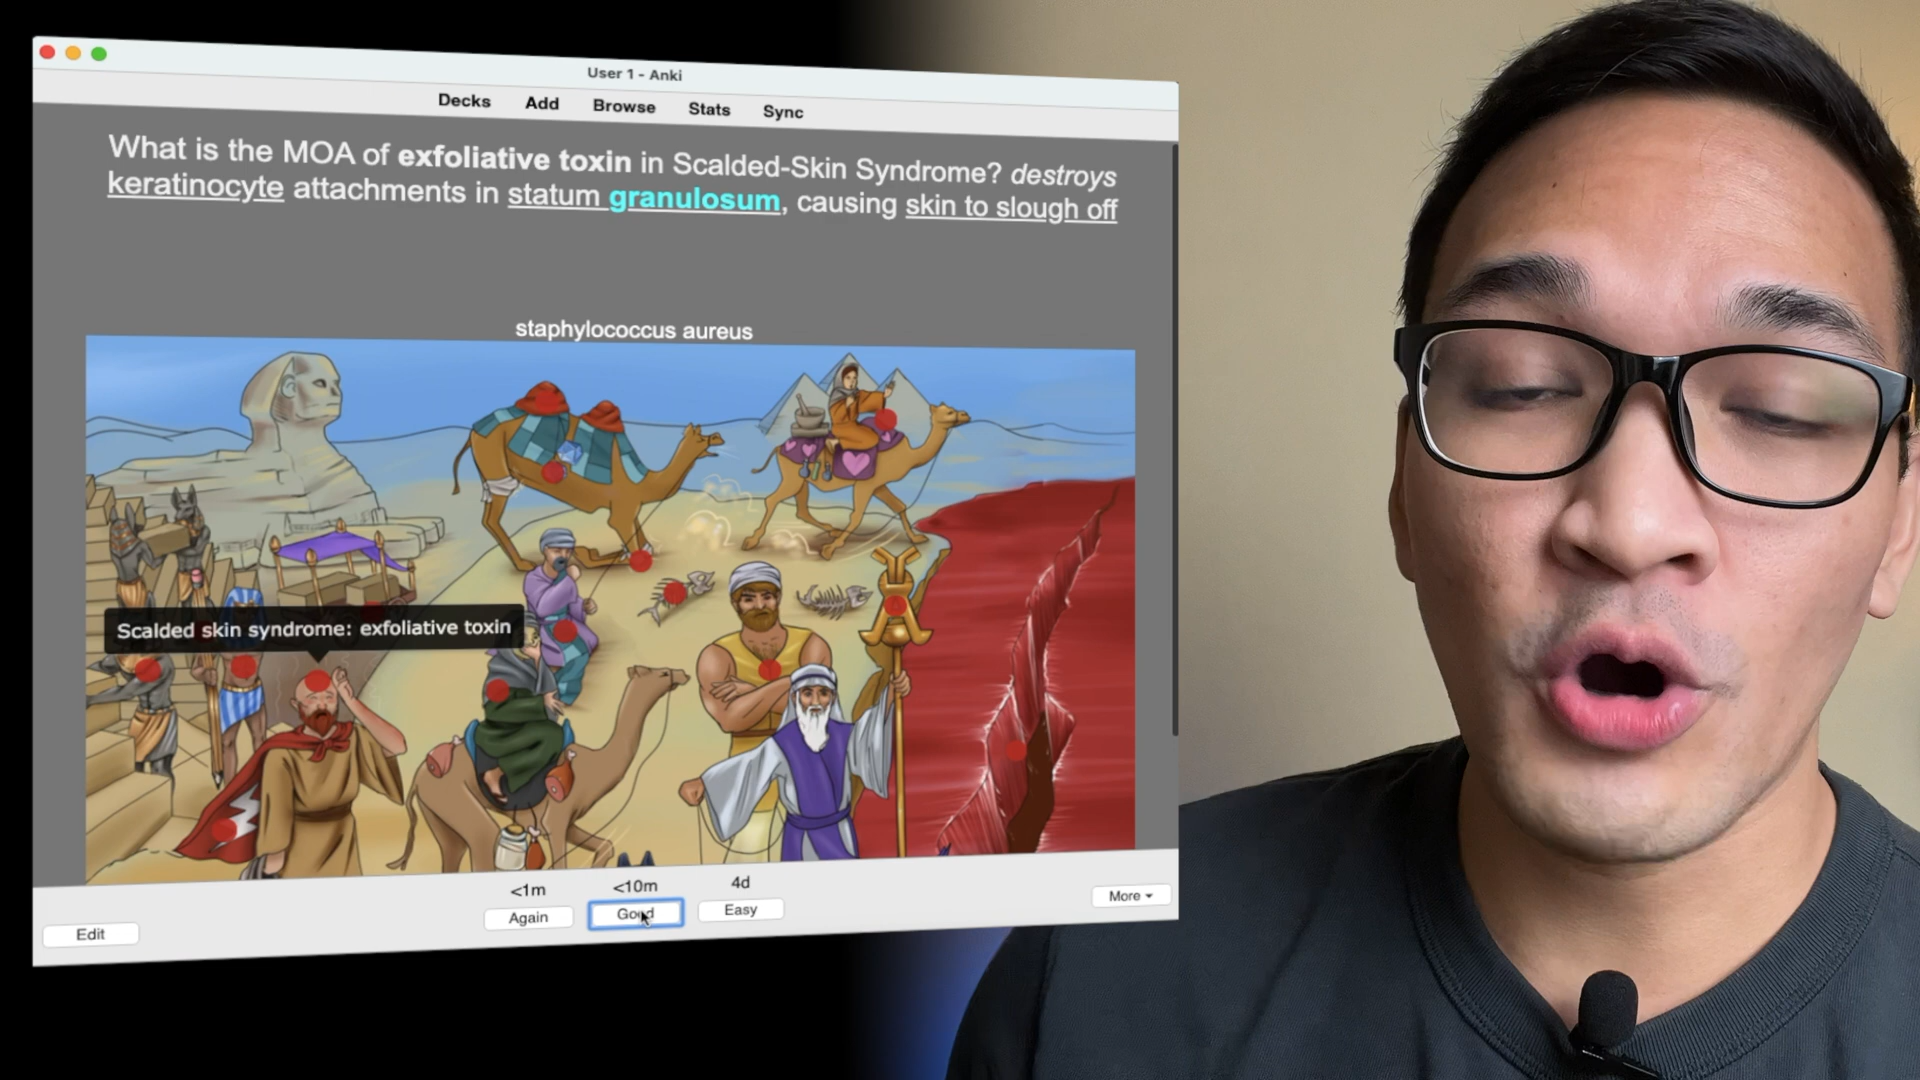 User 1 - Anki
Decks Add Browse Stats Sync
What is the MOA of exfoliative toxin in Scalded-Skin Syndrome? destroys
keratinocyte attachments in statum granulosum, causing skin to slough off
staphylococcus aureus
Scalded skin syndrome: exfoliative toxin
<1m <10m 4d
Edit Again Good Easy More